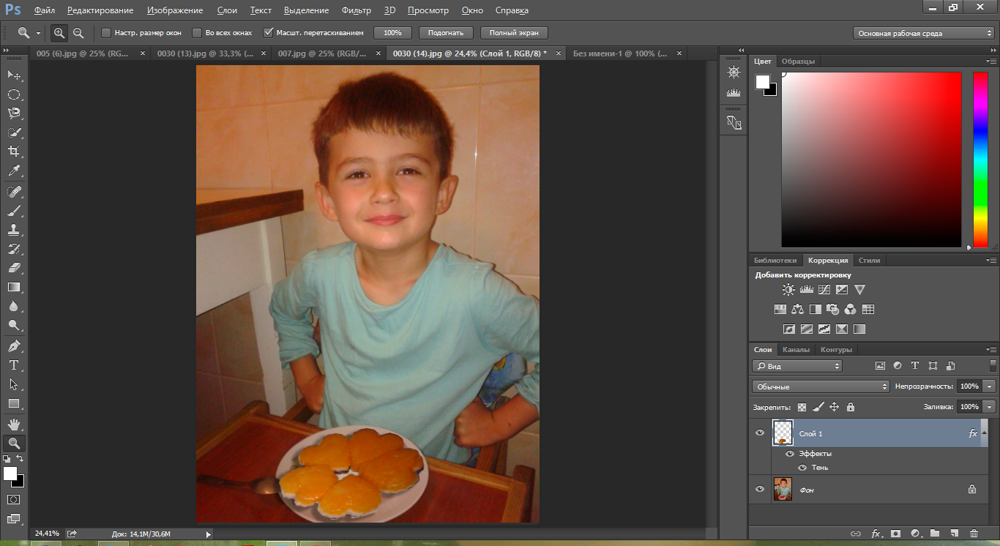 Ps Файл Редактирование Изображение Слои Текст Выделение Фильтр 3D Просмотр Окно Справка
Настр. размер окон Во всех окнах Масшт. перетаскиванием 100% Подогнать Полный экран Основная рабочая среда
005 (6).jpg @ 25% (RG... × 0030 (13).jpg @ 33,3% (... × 007.jpg @ 25% (RGB/... × 0030 (14).jpg @ 24,4% (Слой 1, RGB/8) * × Без имени-1 @ 100% (... ×
Цвет Образцы
Библиотеки Коррекция Стили
Добавить корректировку
Слои Каналы Контуры
Вид
Обычные Непрозрачность: 100%
Закрепить: Заливка: 100%
Слой 1 fx
Эффекты
Тень
Фон
24,41% Док: 14,1M/30,6M